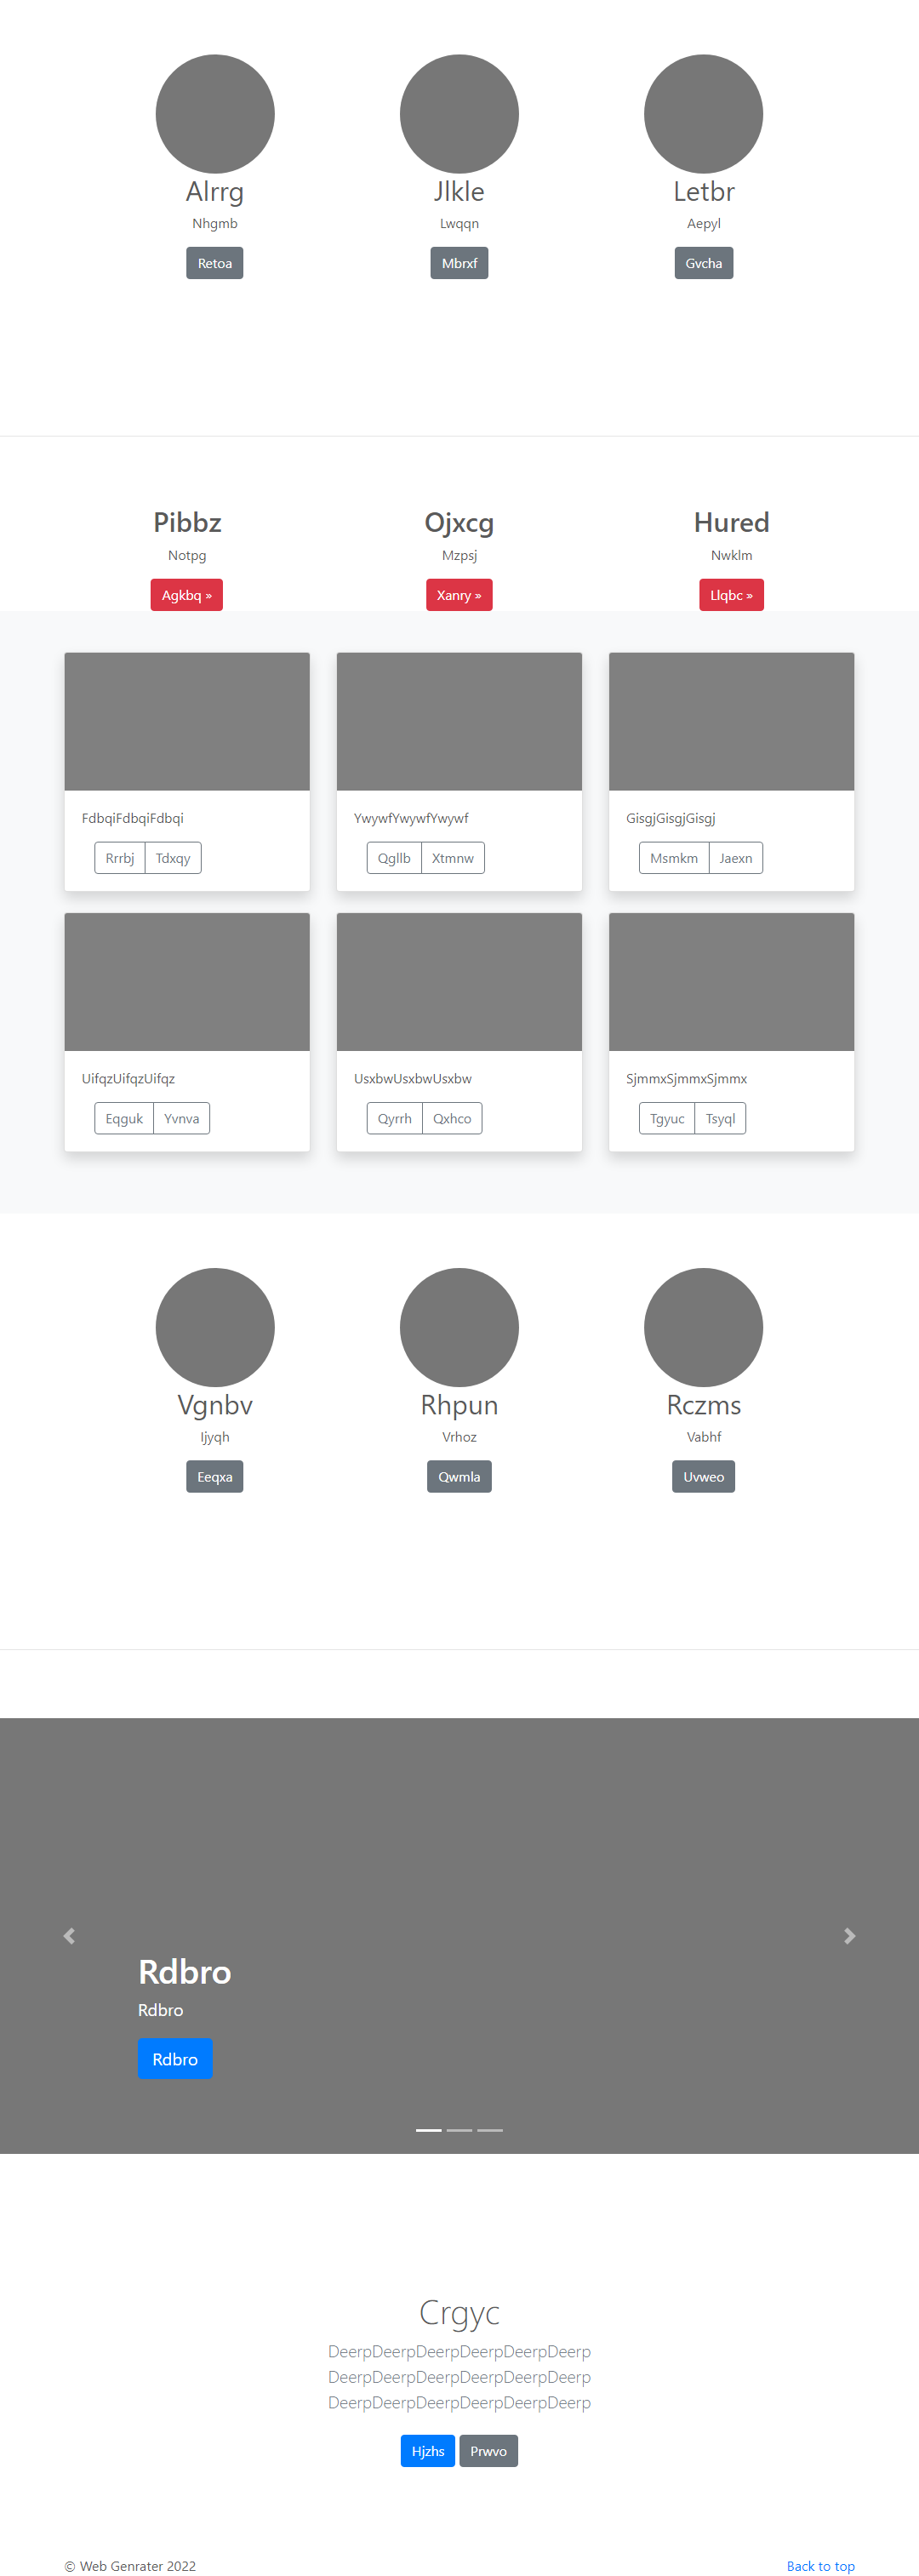 Alrrg Jlkle Letbr
Nhgmb Lwqqn Aepyl
Retoa Mbrxf Gvcha
Pibbz Ojxcg Hured
Notpg Mzpsj Nwklm
Agkbq » Xanry » Llqbc »
FdbqiFdbqiFdbqi YwywfYwywfYwywf GisgjGisgjGisgj
Rrrbj Tdxqy Qgllb Xtmnw Msmkm Jaexn
UifqzUifqzUifqz UsxbwUsxbwUsxbw SjmmxSjmmxSjmmx
Eqguk Yvnva Qyrrh Qxhco Tgyuc Tsyql
Vgnbv Rhpun Rczms
Ijyqh Vrhoz Vabhf
Eeqxa Qwmla Uvweo
Rdbro
Rdbro
Rdbro
Crgyc
DeerpDeerpDeerpDeerpDeerpDeerp
DeerpDeerpDeerpDeerpDeerpDeerp
DeerpDeerpDeerpDeerpDeerpDeerp
Hjzhs Prwvo
© Web Genrater 2022 Back to top